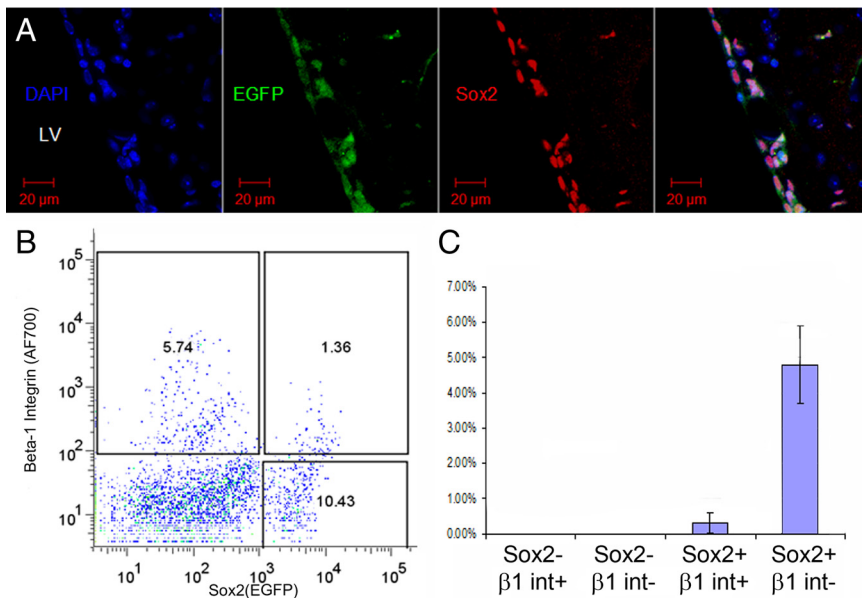 A
DAPI
LV
20 µm
EGFP
20 µm
Sox2
20 µm
20 µm
B
Beta-1 Integrin (AF700)
10⁵
10⁴
10³
10²
10¹
5.74
1.36
10.43
10¹ 10² 10³ 10⁴ 10⁵
Sox2(EGFP)
C
7.00%
6.00%
5.00%
4.00%
3.00%
2.00%
1.00%
0.00%
Sox2- Sox2- Sox2+ Sox2+
β1 int+ β1 int- β1 int+ β1 int-